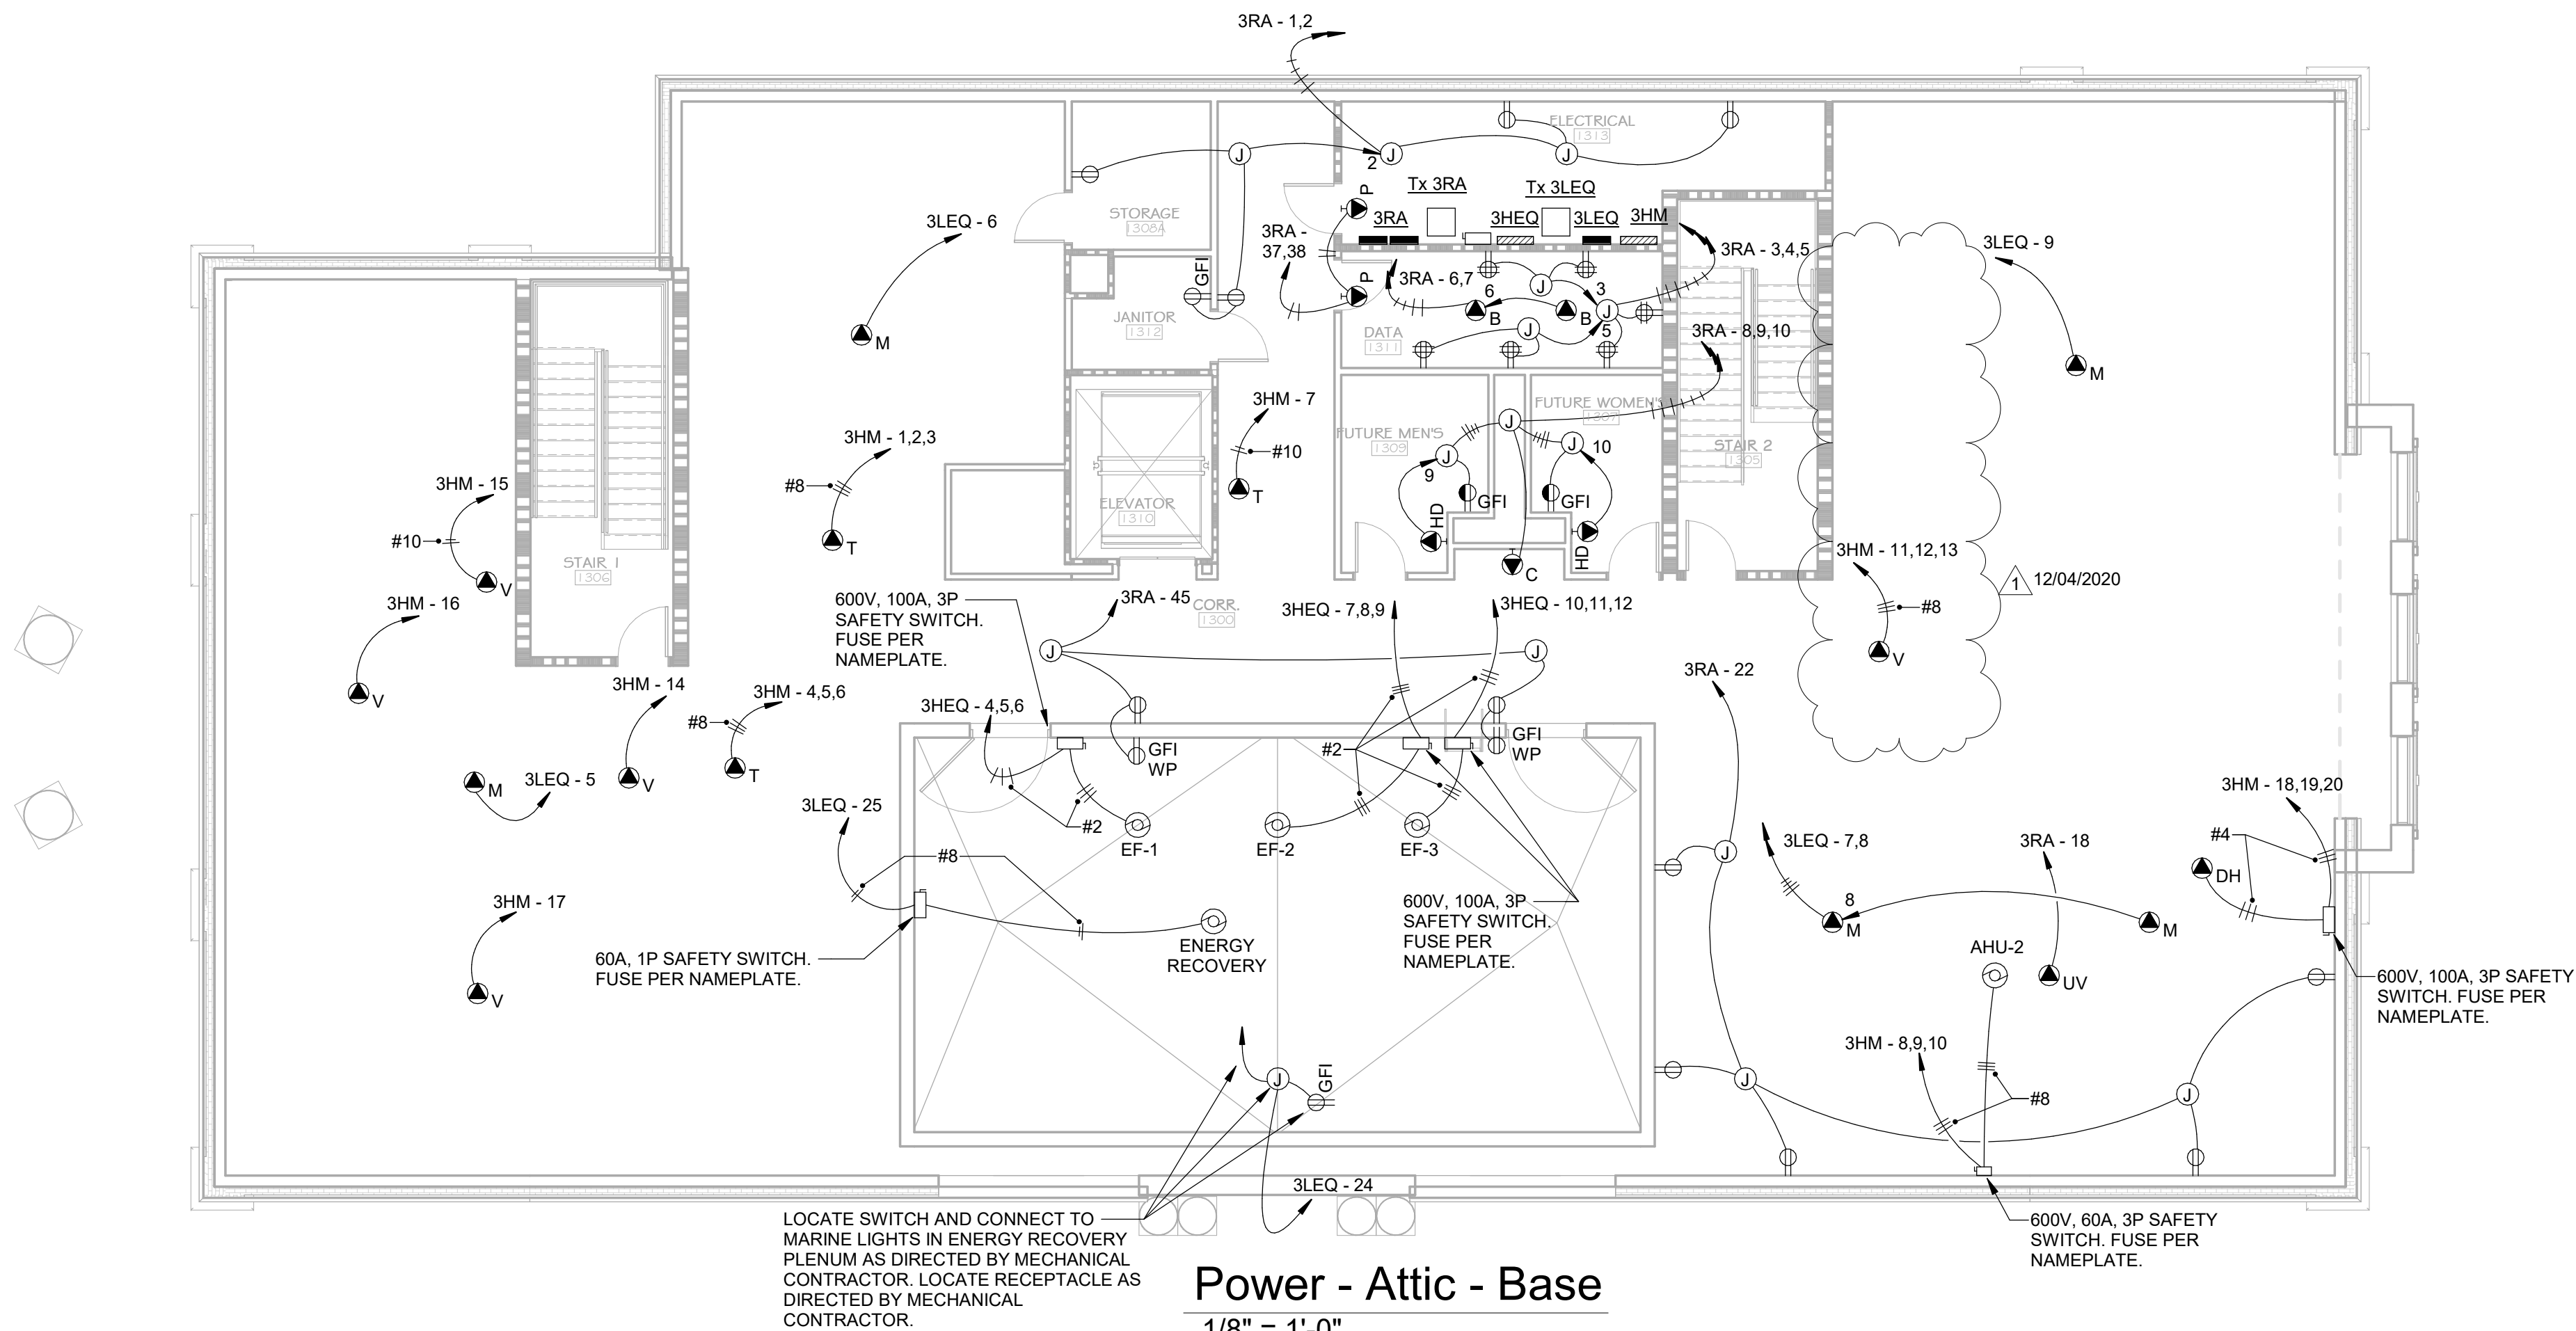 3RA - 1,2
J
J
J
2
ELECTRICAL
1313
Tx 3RA
Tx 3LEQ
P
3RA
3HEQ
3LEQ
3HM
STORAGE
1308A
3LEQ - 6
3RA -
37,38
3RA - 3,4,5
3LEQ - 9
GFI
P
3RA - 6,7
J
6
3
J
B
B
5
JANITOR
1312
DATA
1311
J
3RA - 8,9,10
M
M
3HM - 7
FUTURE WOMEN'S
1307
3HM - 1,2,3
J
FUTURE MEN'S
1309
J
10
STAIR 2
1305
#10
J
9
3HM - 15
#8
T
GFI
GFI
ELEVATOR
1310
HD
HD
#10
T
3HM - 11,12,13
STAIR 1
1306
V
C
1
12/04/2020
3HM - 16
600V, 100A, 3P
SAFETY SWITCH.
FUSE PER
NAMEPLATE.
3RA - 45
CORR.
1300
3HEQ - 7,8,9
3HEQ - 10,11,12
#8
J
J
V
3RA - 22
3HM - 14
3HM - 4,5,6
V
#8
3HEQ - 4,5,6
GFI
WP
#2
GFI
WP
T
M
3LEQ - 5
V
3LEQ - 25
#2
EF-1
EF-2
EF-3
3HM - 18,19,20
#4
3LEQ - 7,8
3RA - 18
J
#8
DH
3HM - 17
600V, 100A, 3P
SAFETY SWITCH.
FUSE PER
NAMEPLATE.
8
M
M
ENERGY
RECOVERY
60A, 1P SAFETY SWITCH.
FUSE PER NAMEPLATE.
AHU-2
UV
V
600V, 100A, 3P SAFETY
SWITCH. FUSE PER
NAMEPLATE.
3HM - 8,9,10
J
GFI
J
J
#8
3LEQ - 24
LOCATE SWITCH AND CONNECT TO
MARINE LIGHTS IN ENERGY RECOVERY
PLENUM AS DIRECTED BY MECHANICAL
CONTRACTOR. LOCATE RECEPTACLE AS
DIRECTED BY MECHANICAL
CONTRACTOR.
600V, 60A, 3P SAFETY
SWITCH. FUSE PER
NAMEPLATE.
Power - Attic - Base
1/8" = 1'-0"